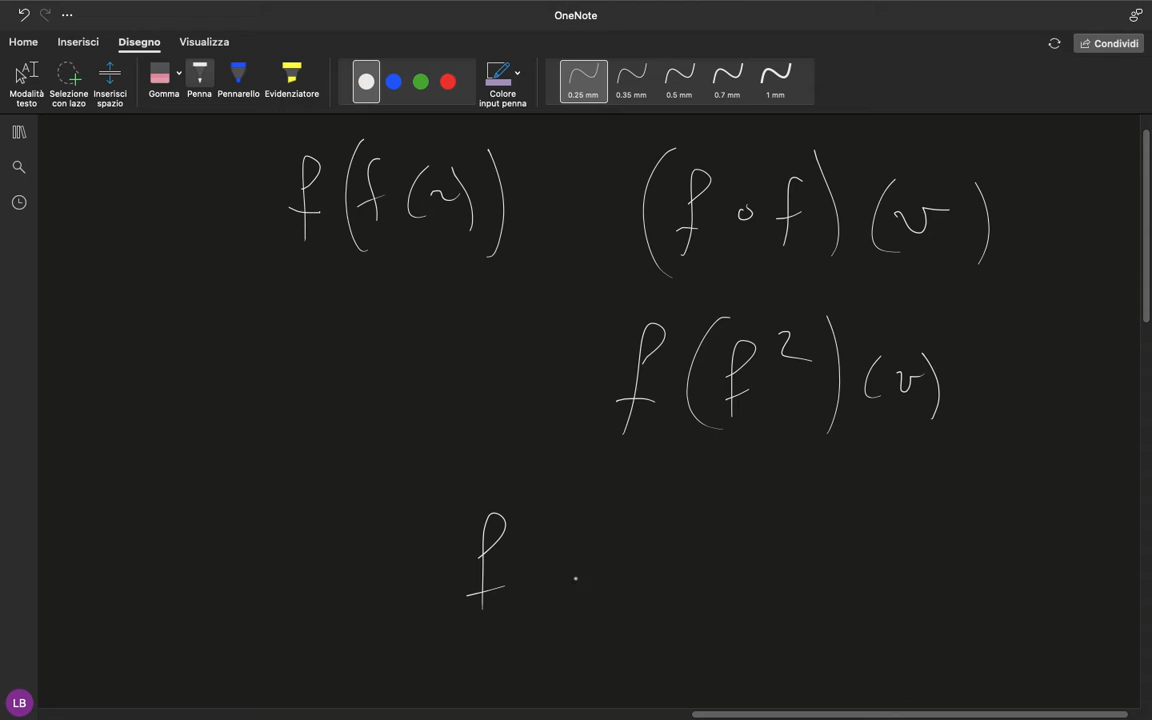 OneNote
Home Inserisci Disegno Visualizza
Condividi
Modalità testo
Selezione con lazo
Inserisci spazio
Gomma
Penna
Pennarello
Evidenziatore
Colore input penna
0.25 mm 0.35 mm 0.5 mm 0.7 mm 1 mm
f(f(v)) (f ∘ f)(v)
f(f²)(v)
f
LB